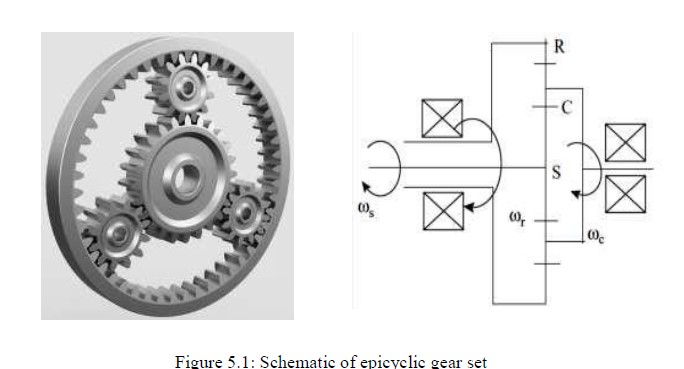 R
C
S
ωs
ωr
ωc
Figure 5.1: Schematic of epicyclic gear set